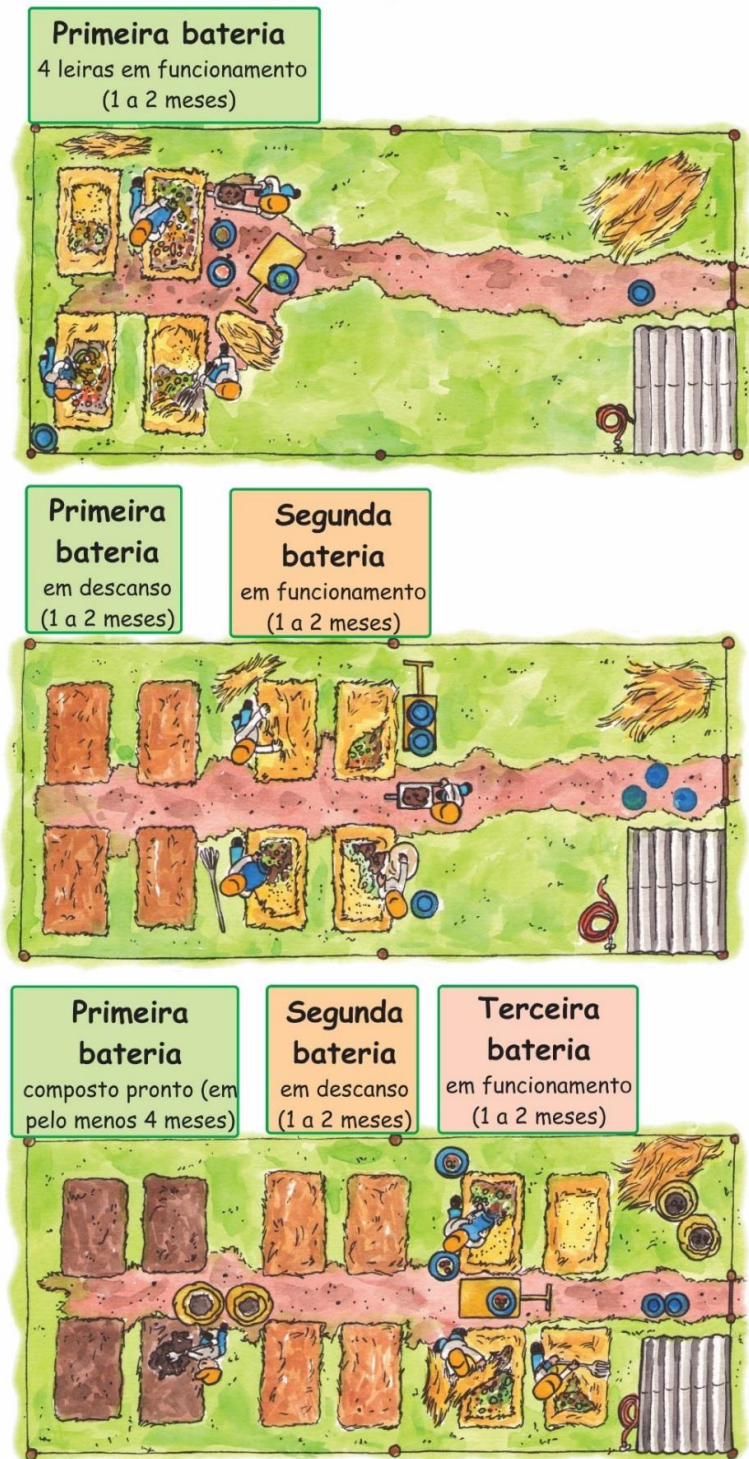 Primeira bateria
4 leiras em funcionamento
(1 a 2 meses)
Primeira
bateria
em descanso
(1 a 2 meses)
Segunda
bateria
em funcionamento
(1 a 2 meses)
Primeira
bateria
composto pronto (em
pelo menos 4 meses)
Segunda
bateria
em descanso
(1 a 2 meses)
Terceira
bateria
em funcionamento
(1 a 2 meses)